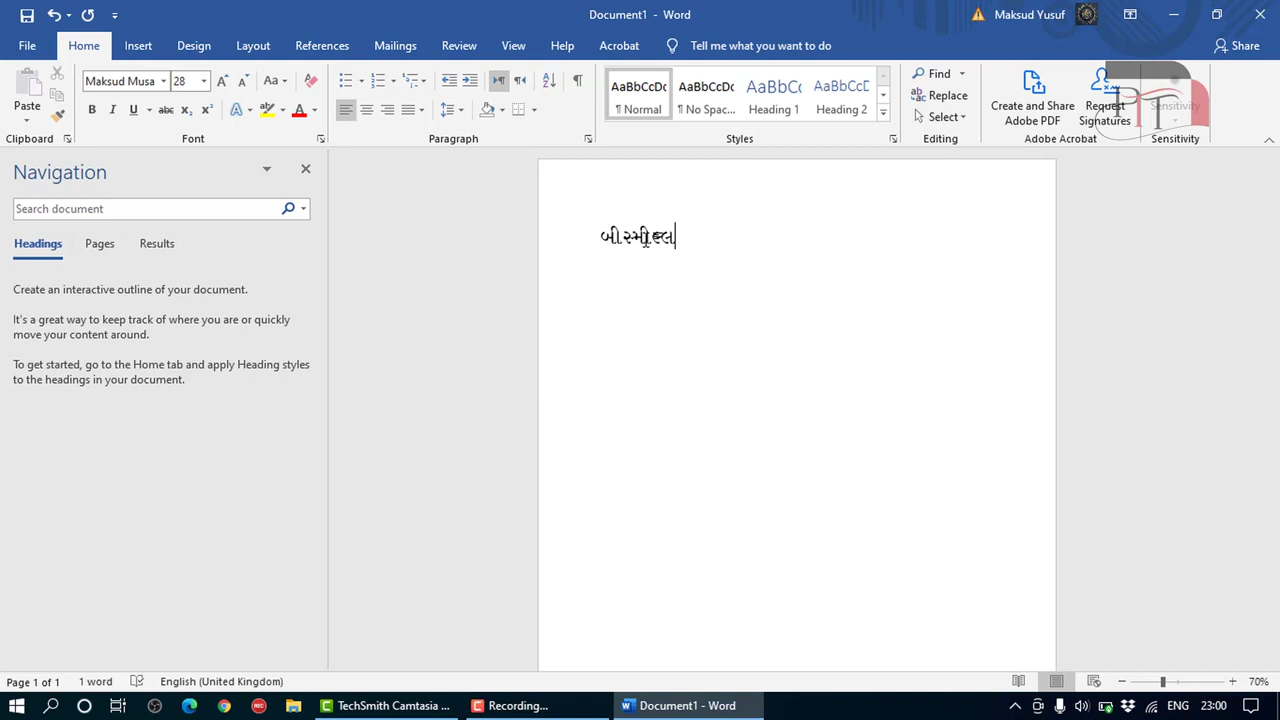 Document1 - Word
Maksud Yusuf
File Home Insert Design Layout References Mailings Review View Help Acrobat Tell me what you want to do Share
Paste
Clipboard
Maksud Musa 28
Font
Paragraph
AaBbCcDc AaBbCcDc AaBbCc AaBbCcD
¶ Normal ¶ No Spac... Heading 1 Heading 2
Styles
Find
Replace
Select
Editing
Create and Share Adobe PDF
Request Signatures
Adobe Acrobat
Sensitivity
Sensitivity
Navigation
Search document
Headings Pages Results
Create an interactive outline of your document.
It's a great way to keep track of where you are or quickly
move your content around.
To get started, go to the Home tab and apply Heading styles
to the headings in your document.
Page 1 of 1 1 word English (United Kingdom) 70%
TechSmith Camtasia ... Recording... Document1 - Word ENG 23:00